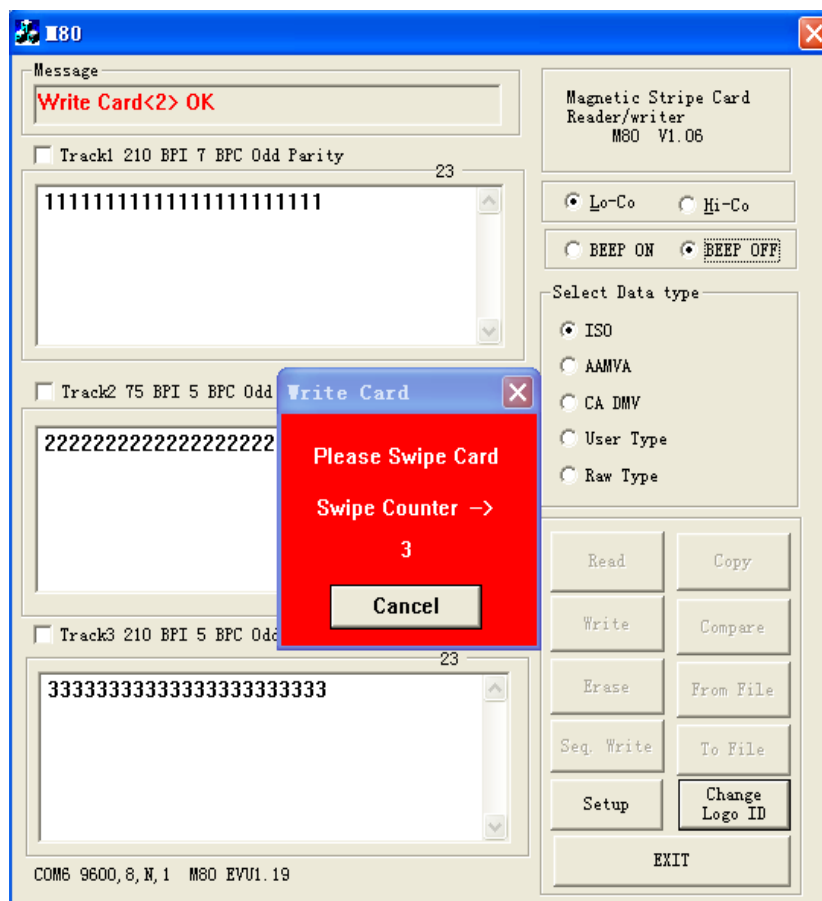 M80
Message
Write Card<2> OK
Magnetic Stripe Card
Reader/writer
M80 V1.06
Track1 210 BPI 7 BPC Odd Parity
23
11111111111111111111111
Lo-Co
Hi-Co
BEEP ON
BEEP OFF
Select Data type
ISO
AAMVA
CA DMV
User Type
Raw Type
Track2 75 BPI 5 BPC Odd
2222222222222222222
Write Card
Please Swipe Card
Swipe Counter -->
3
Cancel
Track3 210 BPI 5 BPC Odd
23
33333333333333333333333
Read
Copy
Write
Compare
Erase
From File
Seq. Write
To File
Setup
Change
Logo ID
EXIT
COM6 9600,8,N,1 M80 EVU1.19